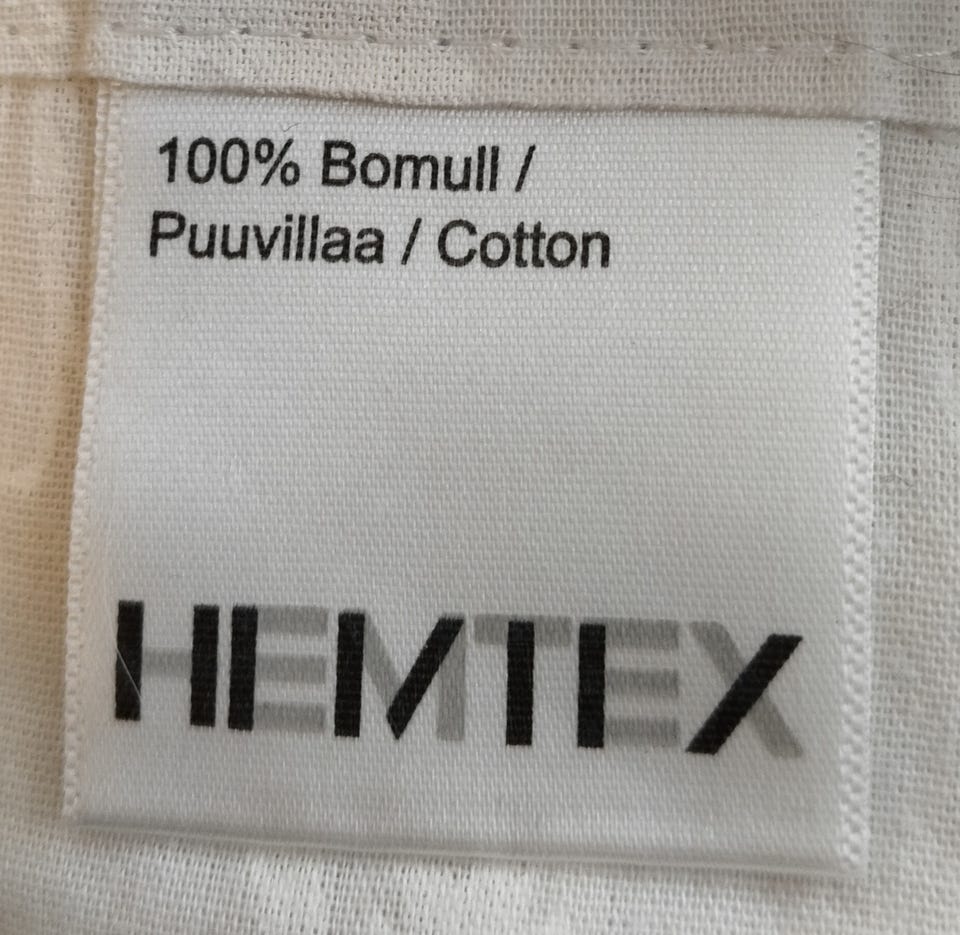 100% Bomull /
Puuvillaa / Cotton
HEMTEX